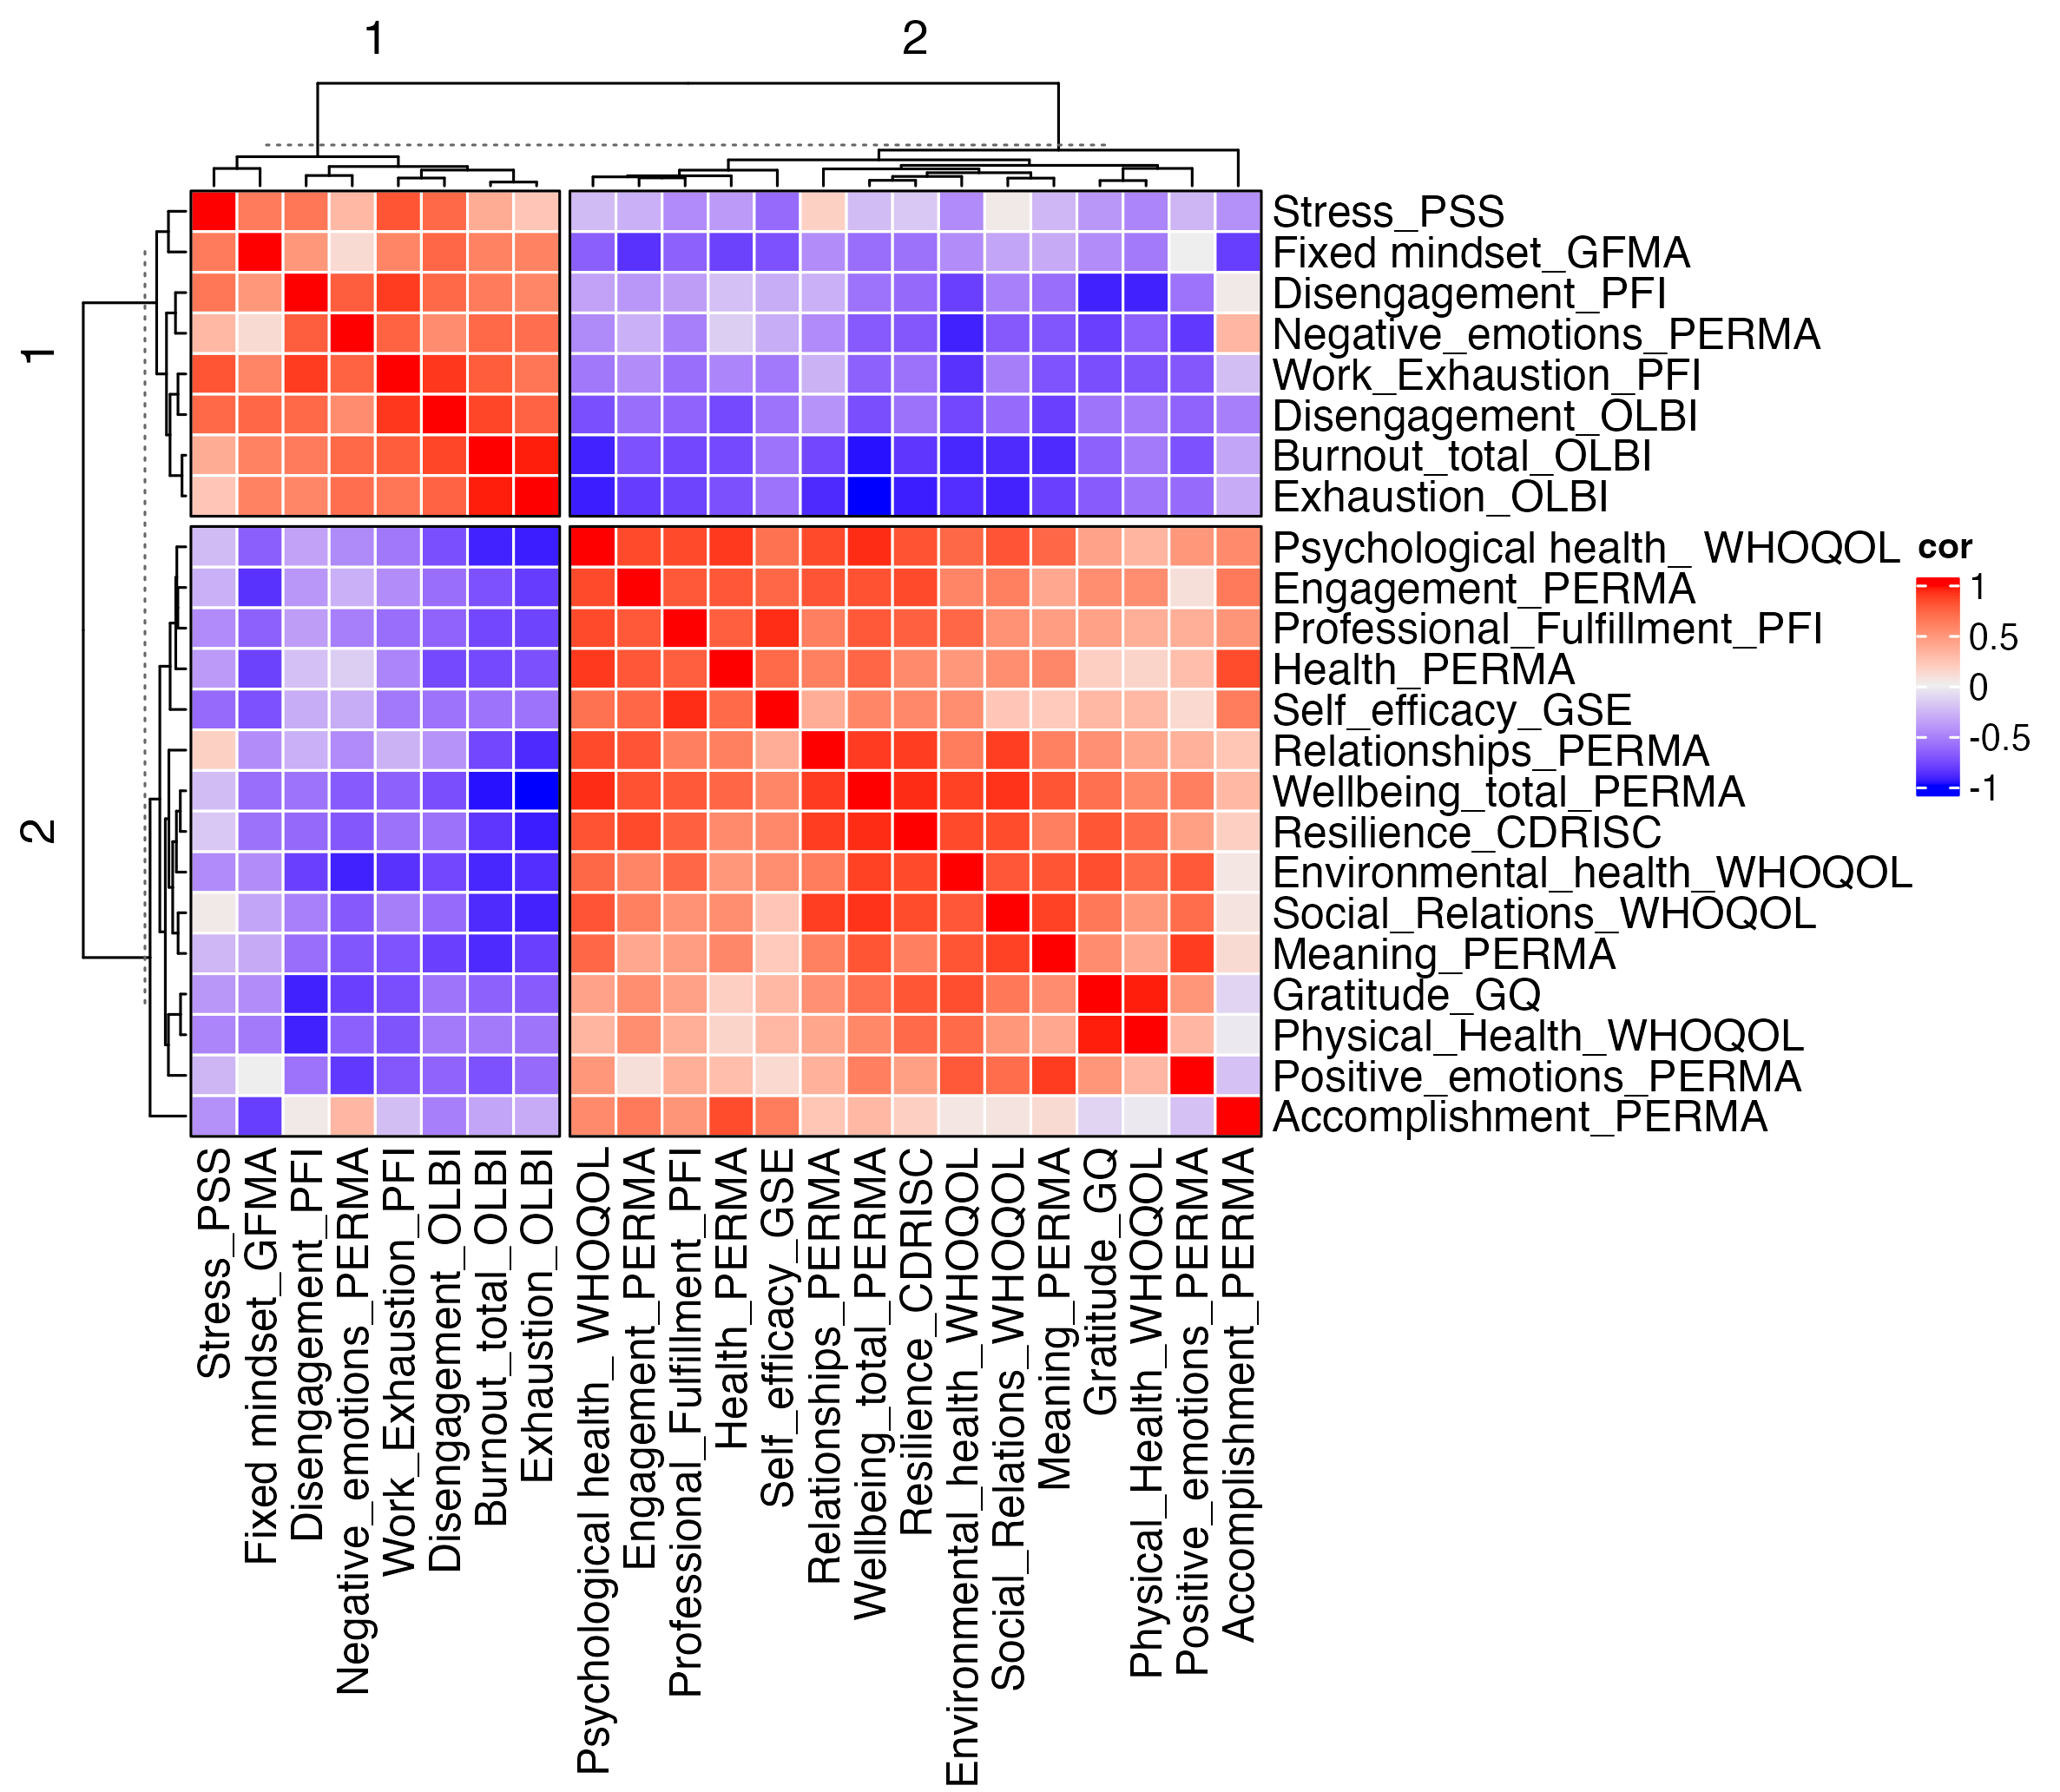 1
2
1
2
Stress_PSS
Fixed mindset_GFMA
Disengagement_PFI
Negative_emotions_PERMA
Work_Exhaustion_PFI
Disengagement_OLBI
Burnout_total_OLBI
Exhaustion_OLBI
Psychological health_ WHOQOL
Engagement_PERMA
Professional_Fulfillment_PFI
Health_PERMA
Self_efficacy_GSE
Relationships_PERMA
Wellbeing_total_PERMA
Resilience_CDRISC
Environmental_health_WHOQOL
Social_Relations_WHOQOL
Meaning_PERMA
Gratitude_GQ
Physical_Health_WHOQOL
Positive_emotions_PERMA
Accomplishment_PERMA
cor
1
0.5
0
-0.5
-1
Stress_PSS
Fixed mindset_GFMA
Disengagement_PFI
Negative_emotions_PERMA
Work_Exhaustion_PFI
Disengagement_OLBI
Burnout_total_OLBI
Exhaustion_OLBI
Psychological health_ WHOQOL
Engagement_PERMA
Professional_Fulfillment_PFI
Health_PERMA
Self_efficacy_GSE
Relationships_PERMA
Wellbeing_total_PERMA
Resilience_CDRISC
Environmental_health_WHOQOL
Social_Relations_WHOQOL
Meaning_PERMA
Gratitude_GQ
Physical_Health_WHOQOL
Positive_emotions_PERMA
Accomplishment_PERMA